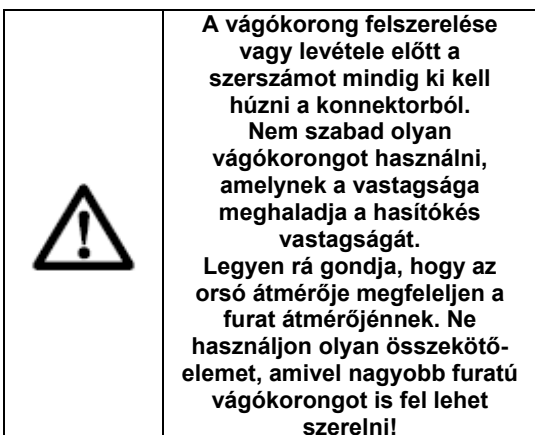 A vágókorong felszerelése
vagy levétele előtt a
szerszámot mindig ki kell
húzni a konnektorból.
Nem szabad olyan
vágókorongot használni,
amelynek a vastagsága
meghaladja a hasítókés
vastagságát.
Legyen rá gondja, hogy az
orsó átmérője megfeleljen a
furat átmérőjénnek. Ne
használjon olyan összekötő-
elemet, amivel nagyobb furatú
vágókorongot is fel lehet
szerelni!